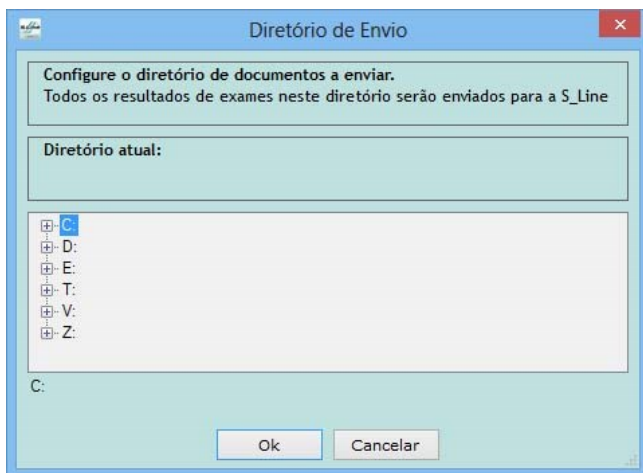 Diretório de Envio
Configure o diretório de documentos a enviar.
Todos os resultados de exames neste diretório serão enviados para a S_Line
Diretório atual:
C:
D:
E:
T:
V:
Z:
C:
Ok
Cancelar